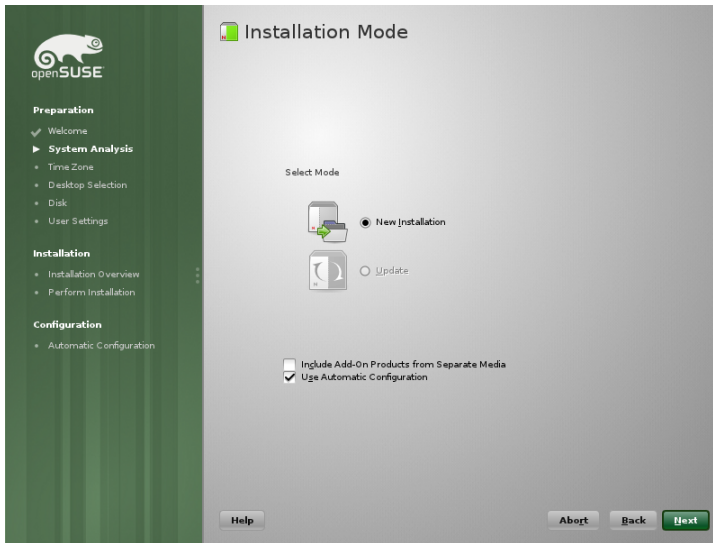 openSUSE
Preparation
Welcome
System Analysis
Time Zone
Desktop Selection
Disk
User Settings
Installation
Installation Overview
Perform Installation
Configuration
Automatic Configuration
Installation Mode
Select Mode
New Installation
Update
Include Add-On Products from Separate Media
Use Automatic Configuration
Help
Abort
Back
Next